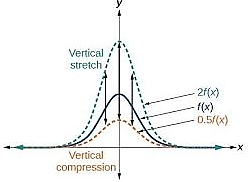 y
Vertical
stretch
2f(x)
f(x)
0.5f(x)
x
Vertical
compression